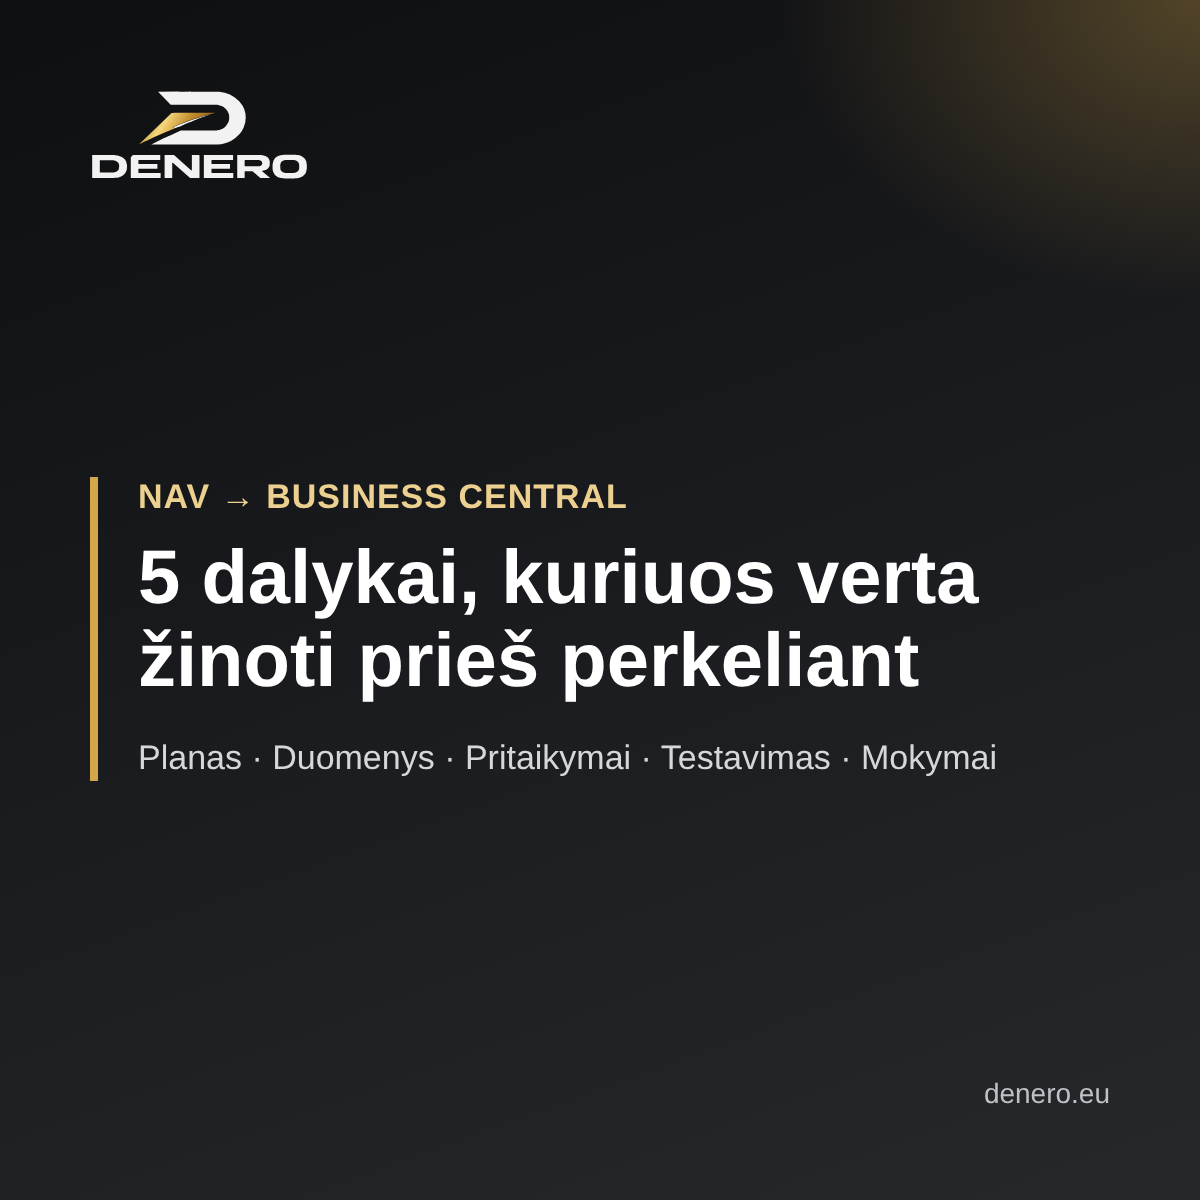 DENERO
NAV → BUSINESS CENTRAL
5 dalykai, kuriuos verta
žinoti prieš perkeliant
Planas · Duomenys · Pritaikymai · Testavimas · Mokymai
denero.eu